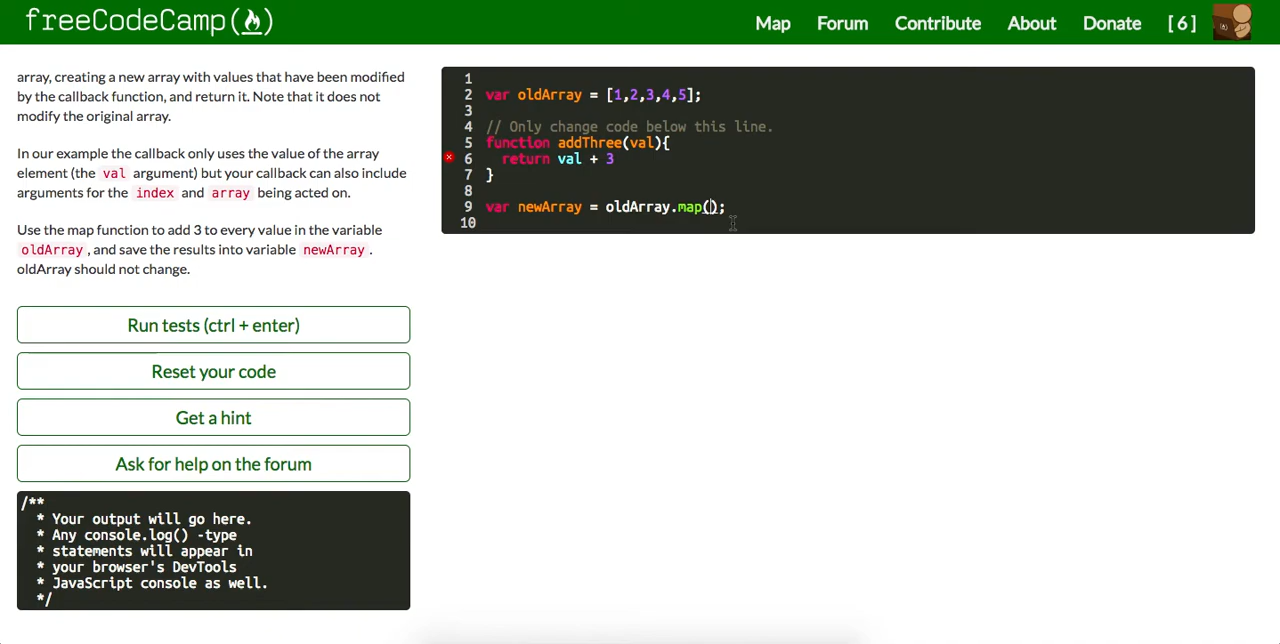 freeCodeCamp(🔥)
Map Forum Contribute About Donate [ 6 ]
array, creating a new array with values that have been modified
by the callback function, and return it. Note that it does not
modify the original array.
In our example the callback only uses the value of the array
element (the val argument) but your callback can also include
arguments for the index and array being acted on.
Use the map function to add 3 to every value in the variable
oldArray , and save the results into variable newArray .
oldArray should not change.
Run tests (ctrl + enter)
Reset your code
Get a hint
Ask for help on the forum
/**
* Your output will go here.
* Any console.log() -type
* statements will appear in
* your browser's DevTools
* JavaScript console as well.
*/
1
2 var oldArray = [1,2,3,4,5];
3
4 // Only change code below this line.
5 function addThree(val){
6 return val + 3
7 }
8
9 var newArray = oldArray.map();
10